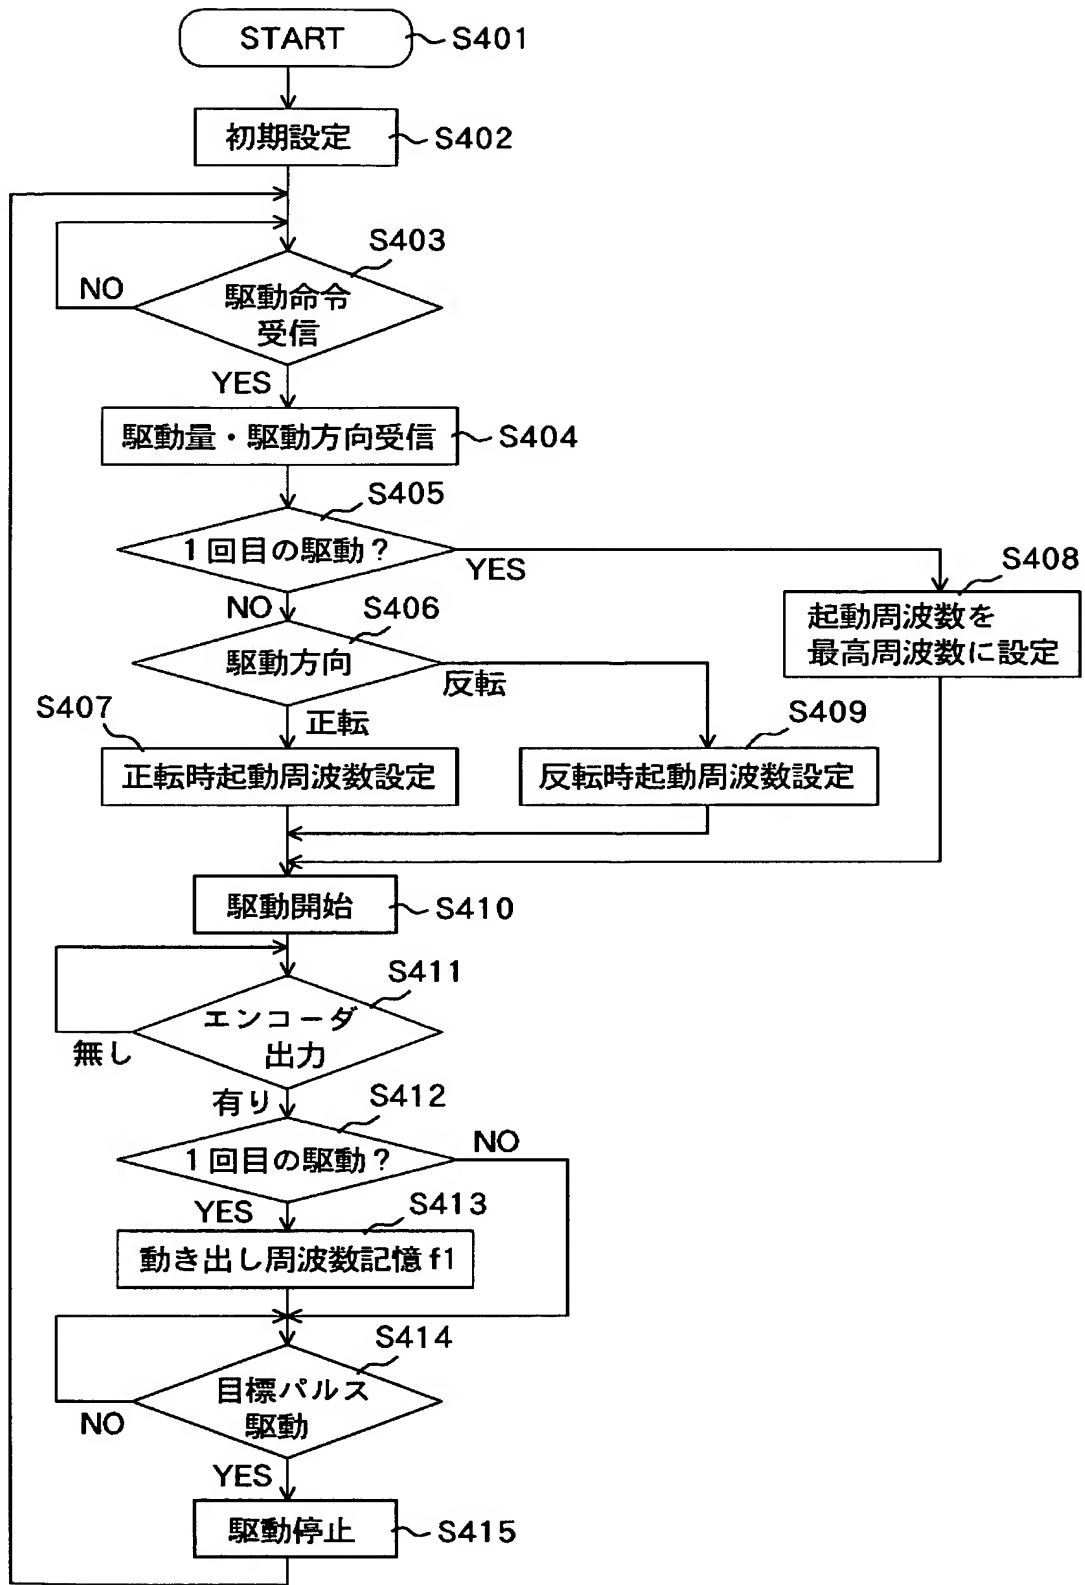 START
S401
初期設定
S402
S403
NO
駆動命令
受信
YES
駆動量・駆動方向受信
S404
S405
1回目の駆動?
YES
NO
S406
駆動方向
反転
正転
S407
正転時起動周波数設定
S408
起動周波数を
最高周波数に設定
S409
反転時起動周波数設定
駆動開始
S410
S411
エンコーダ
出力
無し
有り
S412
1回目の駆動?
NO
YES
S413
動き出し周波数記憶f1
S414
目標パルス
駆動
NO
YES
駆動停止
S415